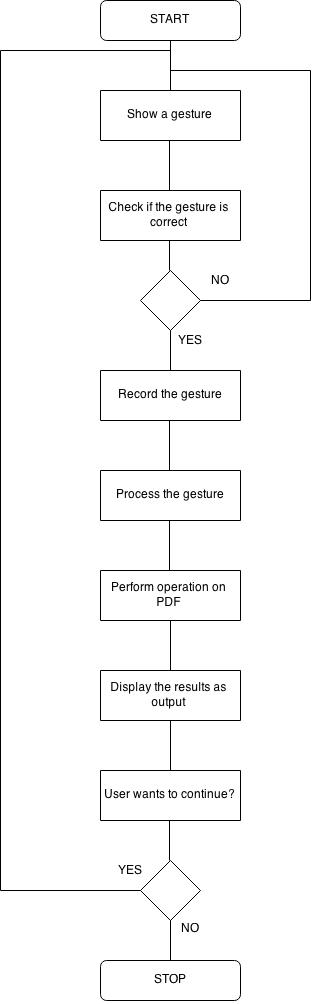 START
Show a gesture
Check if the gesture is
correct
NO
YES
Record the gesture
Process the gesture
Perform operation on
PDF
Display the results as
output
User wants to continue?
YES
NO
STOP